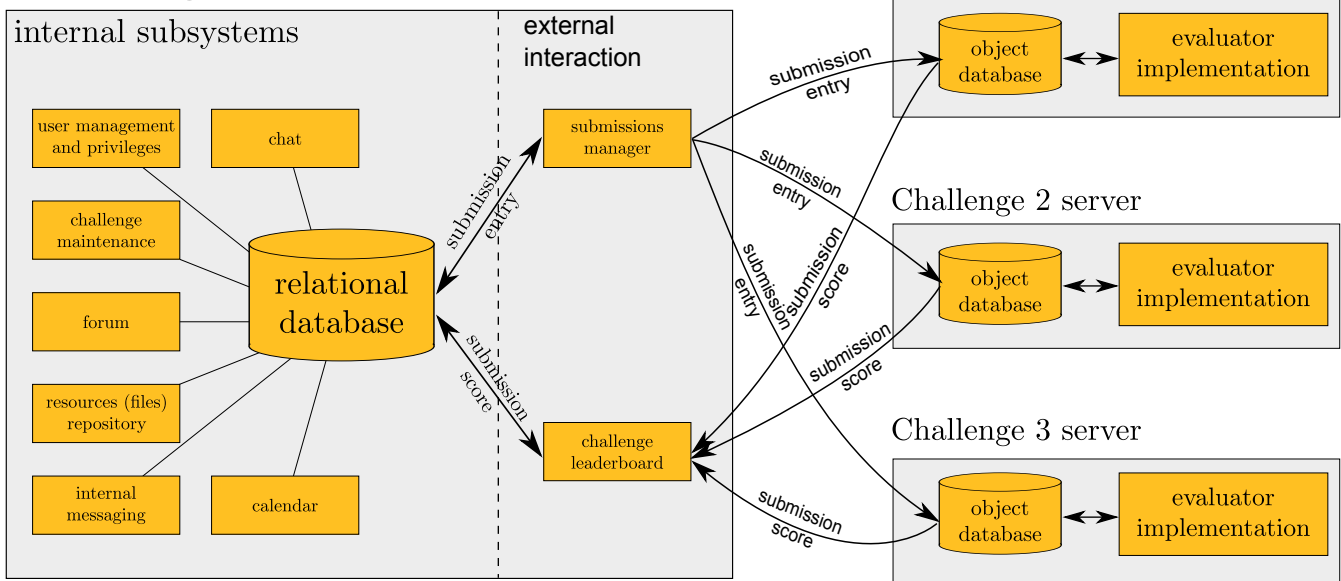 internal subsystems
external
interaction
user management
and privileges
chat
challenge
maintenance
forum
resources (files)
repository
internal
messaging
calendar
relational
database
submission
entry
submission
score
submissions
manager
challenge
leaderboard
submission
entry
submission
entry
submission
entry
submission
score
submission
score
submission
score
object
database
evaluator
implementation
Challenge 2 server
object
database
evaluator
implementation
Challenge 3 server
object
database
evaluator
implementation